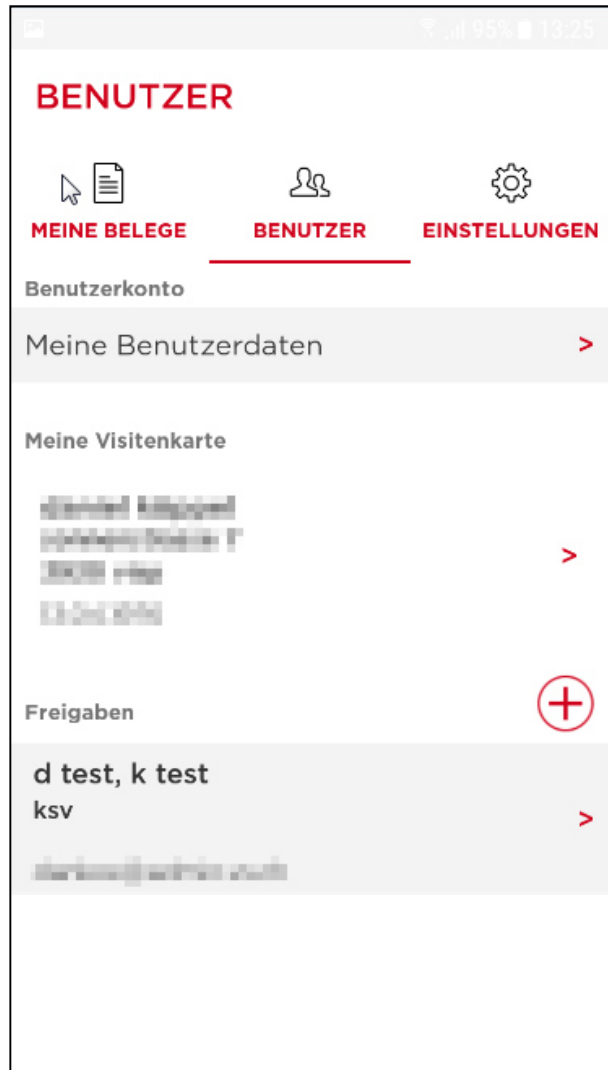 95% 13:25
BENUTZER
MEINE BELEGE BENUTZER EINSTELLUNGEN
Benutzerkonto
Meine Benutzerdaten >
Meine Visitenkarte
>
Freigaben
d test, k test
ksv
>